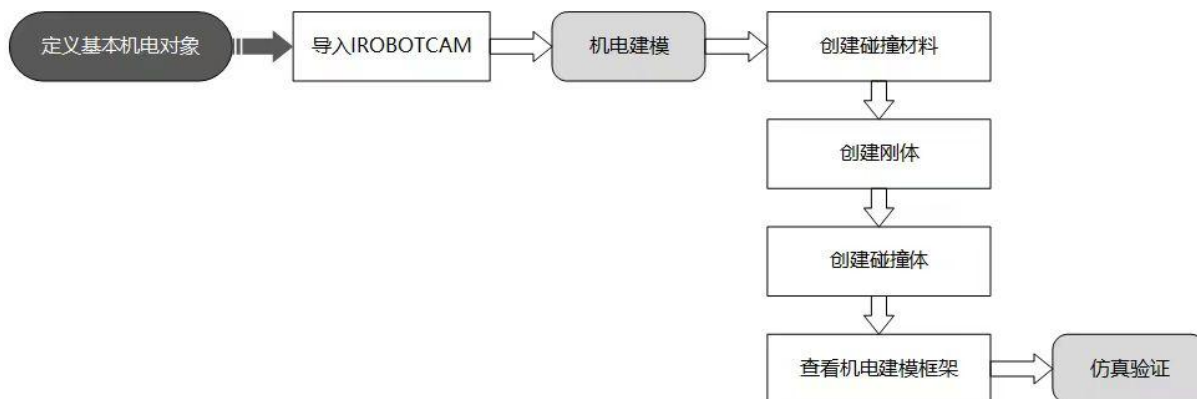 定义基本机电对象
导入IROBOTCAM
机电建模
创建碰撞材料
创建刚体
创建碰撞体
查看机电建模框架
仿真验证